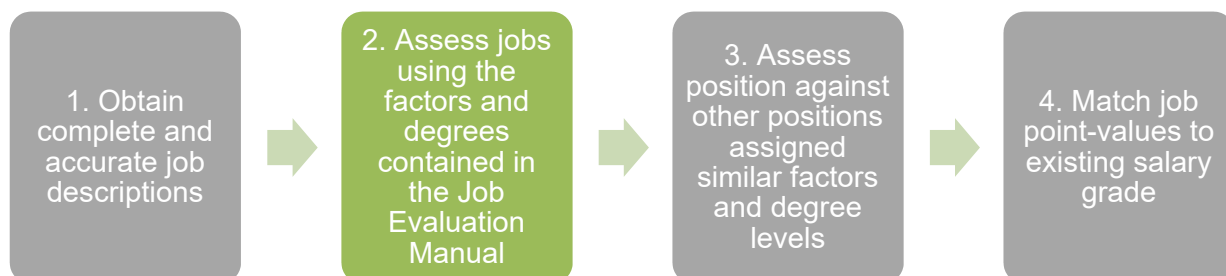 1. Obtain
complete and
accurate job
descriptions
2. Assess jobs
using the
factors and
degrees
contained in
the Job
Evaluation
Manual
3. Assess
position against
other positions
assigned
similar factors
and degree
levels
4. Match job
point-values to
existing salary
grade